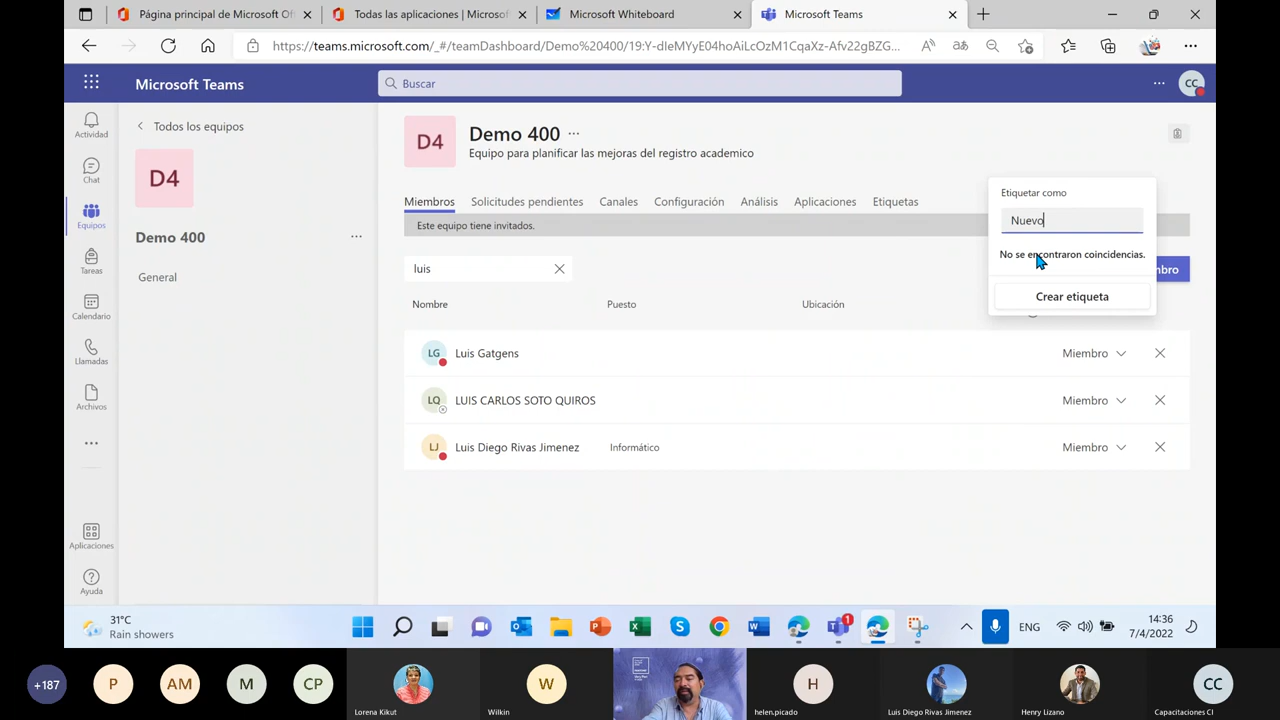 Página principal de Microsoft Of
Todas las aplicaciones | Microsof
Microsoft Whiteboard
Microsoft Teams
https://teams.microsoft.com/_#/teamDashboard/Demo%20400/19:Y-dIeMYyE04hoAiLcOzM1CqaXz-Afv22gBZG...
Microsoft Teams
Buscar
CC
Actividad
Chat
Equipos
Tareas
Calendario
Llamadas
Archivos
Aplicaciones
Ayuda
Todos los equipos
D4
Demo 400
General
D4
Demo 400
Equipo para planificar las mejoras del registro academico
Miembros
Solicitudes pendientes
Canales
Configuración
Análisis
Aplicaciones
Etiquetas
Este equipo tiene invitados.
luis
Etiquetar como
Nuevo
No se encontraron coincidencias.
Crear etiqueta
Nombre
Puesto
Ubicación
LG Luis Gatgens Miembro
LQ LUIS CARLOS SOTO QUIROS Miembro
LJ Luis Diego Rivas Jimenez Informático Miembro
31°C
Rain showers
1
ENG
14:36
7/4/2022
+187
P
AM
M
CP
Lorena Kikut
W
Wilkin
H
helen.picado
Luis Diego Rivas Jimenez
Henry Lizano
CC
Capacitaciones CI